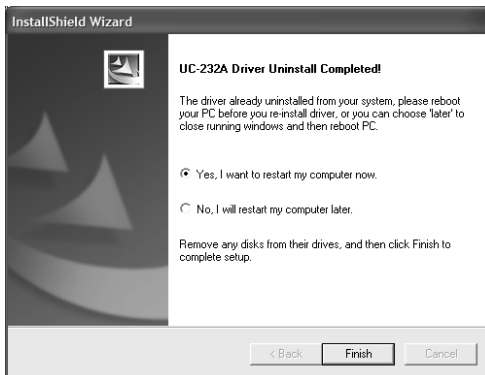 InstallShield Wizard
UC-232A Driver Uninstall Completed!
The driver already uninstalled from your system, please reboot
your PC before you re-install driver, or you can choose 'later' to
close running windows and then reboot PC.
Yes, I want to restart my computer now.
No, I will restart my computer later.
Remove any disks from their drives, and then click Finish to
complete setup.
< Back Finish Cancel